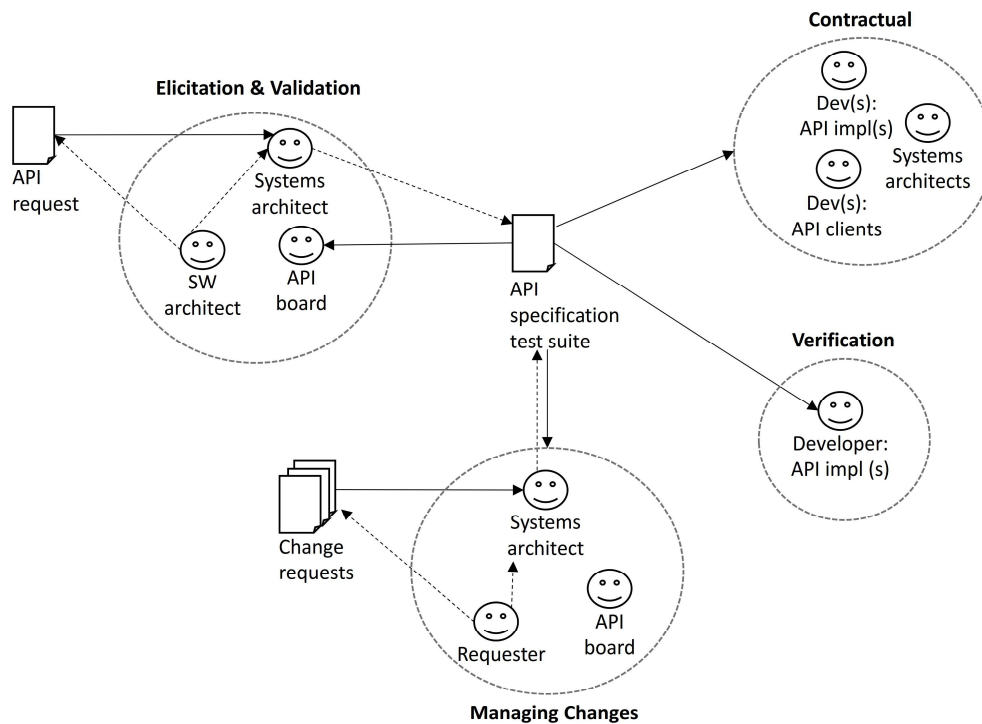 Contractual
Dev(s):
API impl(s)
Systems
architects
Dev(s):
API clients
Elicitation & Validation
API
request
Systems
architect
SW
architect
API
board
API
specification
test suite
Verification
Developer:
API impl (s)
Change
requests
Systems
architect
API
board
Requester
Managing Changes